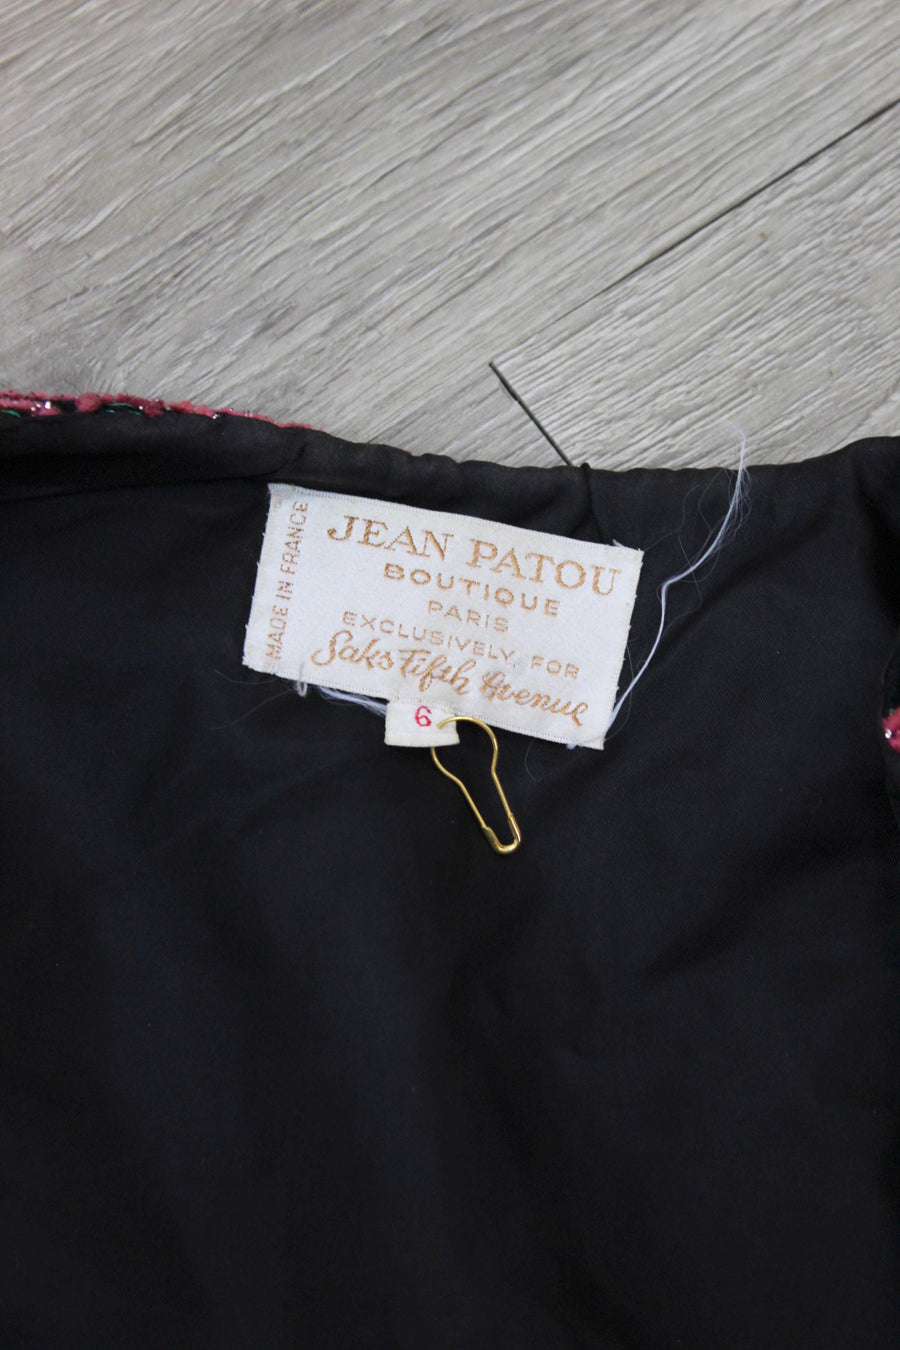 MADE IN FRANCE
JEAN PATOU
BOUTIQUE
PARIS
EXCLUSIVELY, FOR
Saks Fifth Avenue
6